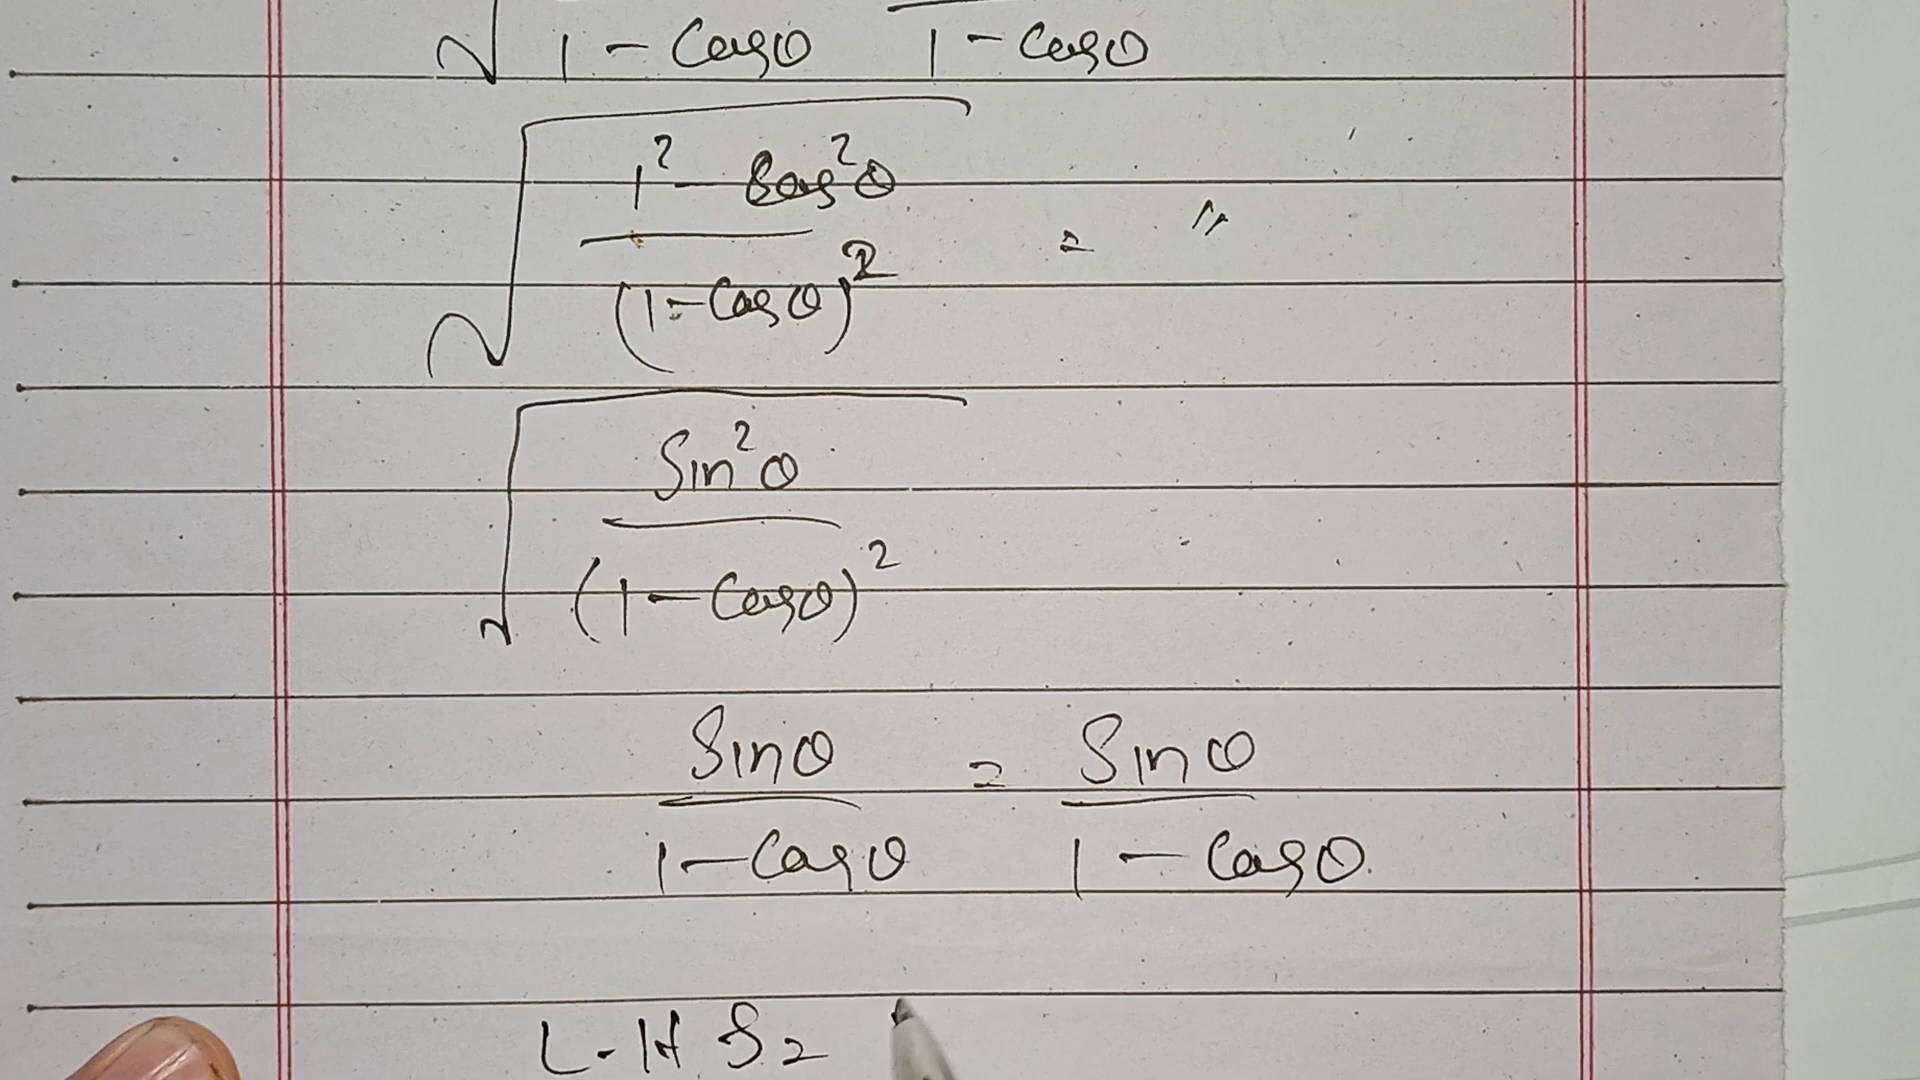 √ 1 - Cosθ 1 - Cosθ
√ 1² - Cos²θ
(1 - Cosθ)² = "
√ Sin²θ
(1 - Cosθ)²
Sinθ = Sinθ
1 - Cosθ 1 - Cosθ
L.H S=